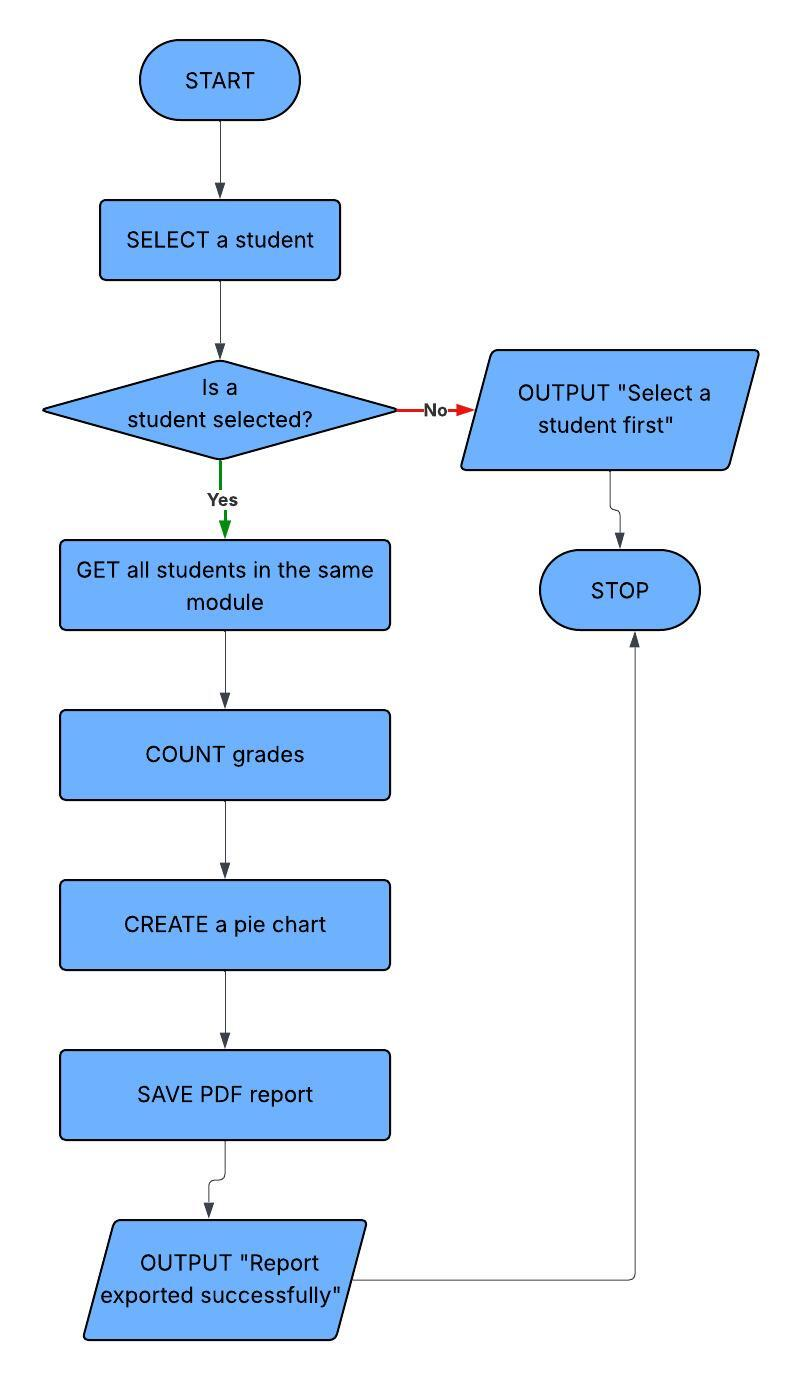 START
SELECT a student
Is a
student selected?
No
OUTPUT "Select a
student first"
Yes
GET all students in the same
module
STOP
COUNT grades
CREATE a pie chart
SAVE PDF report
OUTPUT "Report
exported successfully"